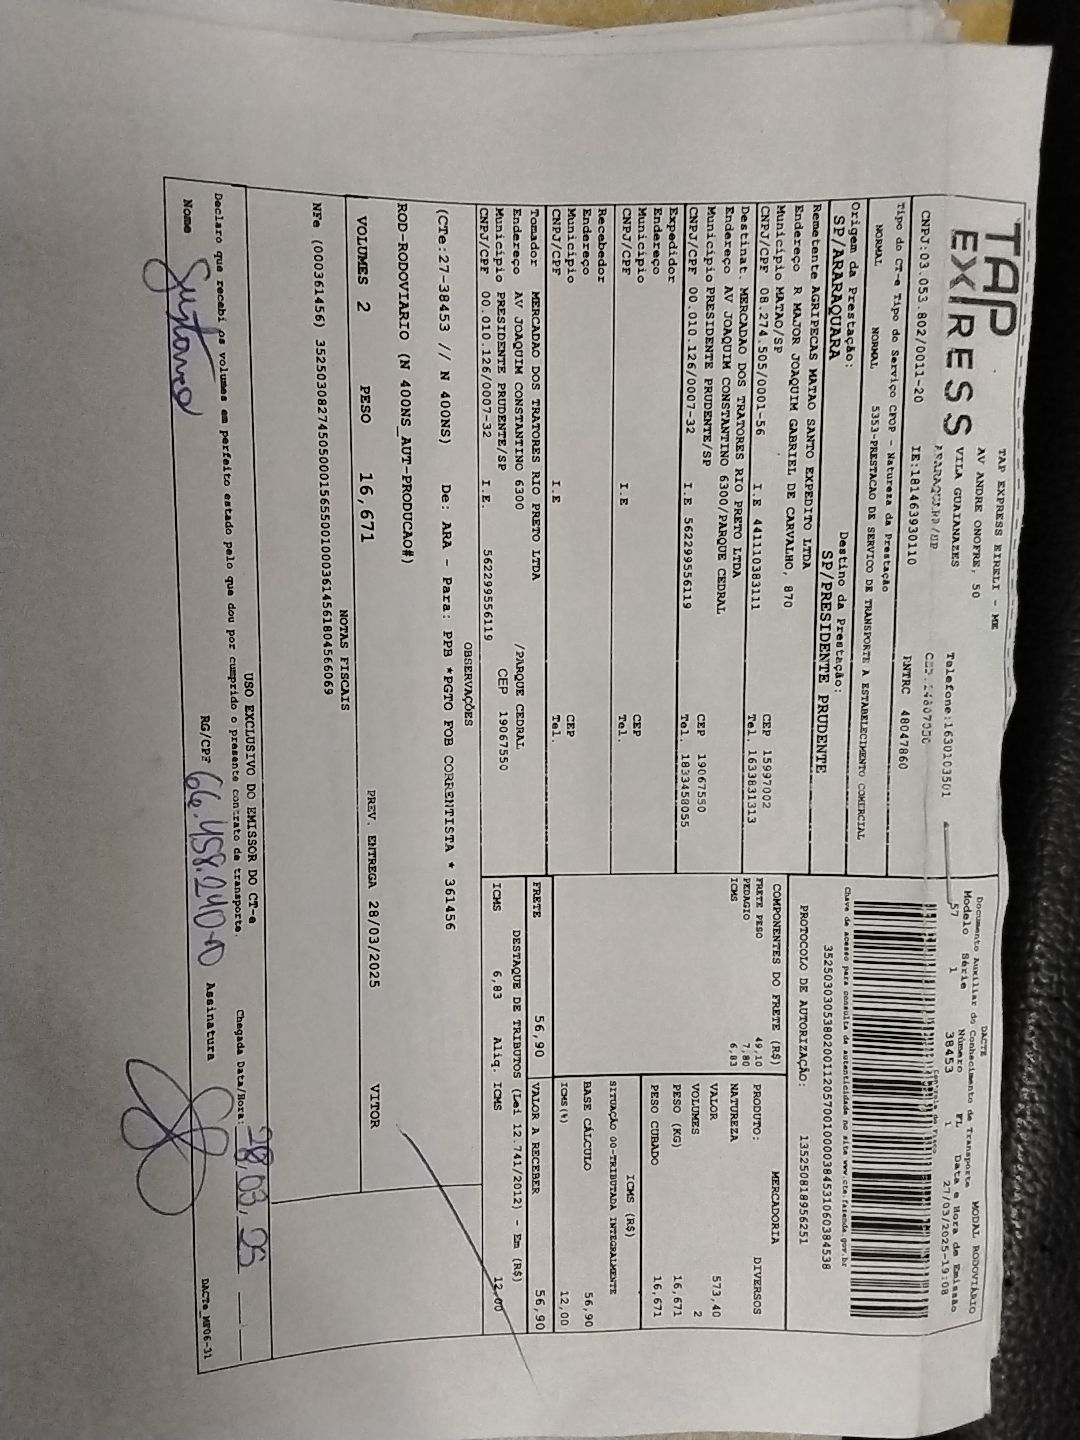 TAP
EXPRESS
TAP EXPRESS EIRELI - ME
AV ANDRE ONOFRE, 50
VILA GUAIANAZES
ARARAQUARA/SP
Telefone:1630103501
CNPJ:03.053.802/0011-20 IE:181463930110 RNTRC 48047860
Tipo do CT-e Tipo do Serviço CFOP - Natureza da Prestação
NORMAL NORMAL 5353-PRESTACAO DE SERVICO DE TRANSPORTE A ESTABELECIMENTO COMERCIAL
Origem da Prestação: Destino da Prestação:
SP/ARARAQUARA SP/PRESIDENTE PRUDENTE
DACTE MODAL RODOVIÁRIO
Documento Auxiliar do Conhecimento de Transporte
Modelo Série Número FL Data e Hora da Emissão
57 1 38453 1 27/03/2025-19:08
Controle do Fisco
Chave de acesso para consulta de autenticidade no site www.cte.fazenda.gov.br
35250303053802001120570010000384531060384538
PROTOCOLO DE AUTORIZAÇÃO: 135250818956251
Remetente AGRIPECAS MATAO SANTO EXPEDITO LTDA
Endereço R MAJOR JOAQUIM GABRIEL DE CARVALHO, 870
Município MATAO/SP CEP 15997002
CNPJ/CPF 08.274.505/0001-56 I.E 441110383111 Tel. 1633831313
Destinat. MERCADAO DOS TRATORES RIO PRETO LTDA
Endereço AV JOAQUIM CONSTANTINO 6300/PARQUE CEDRAL
Município PRESIDENTE PRUDENTE/SP CEP 19067550
CNPJ/CPF 00.010.126/0007-32 I.E 562299556119 Tel. 1833458055
Expedidor
Endereço
Município CEP
CNPJ/CPF I.E Tel.
Recebedor
Endereço
Município CEP
CNPJ/CPF I.E Tel.
Tomador MERCADAO DOS TRATORES RIO PRETO LTDA
Endereço AV JOAQUIM CONSTANTINO 6300 /PARQUE CEDRAL
Município PRESIDENTE PRUDENTE/SP CEP 19067550
CNPJ/CPF 00.010.126/0007-32 I.E. 562299556119
COMPONENTES DO FRETE (R$)
FRETE PESO 49,10
PEDAGIO 7,80
ICMS 6,83
MERCADORIA
PRODUTO: DIVERSOS
NATUREZA
VALOR 573,40
VOLUMES 2
PESO (KG) 16,671
PESO CUBADO 16,671
ICMS (R$)
SITUAÇÃO 00-TRIBUTADA INTEGRALMENTE
BASE CÁLCULO 56,90
ICMS(%) 12,00
FRETE 56,90 VALOR A RECEBER 56,90
DESTAQUE DE TRIBUTOS (Lei 12.741/2012) - Em (R$)
ICMS 6,83 Aliq. ICMS 12,00
OBSERVAÇÕES
(CTe:27-38453 // N 400NS) De: ARA - Para: PPB *PGTO FOB CORRENTISTA * 361456
ROD-RODOVIARIO (N 400NS_AUT-PRODUCAO#)
VOLUMES 2 PESO 16,671 PREV. ENTREGA 28/03/2025 VITOR
NOTAS FISCAIS
NFe (000361456) 35250308274505000156550010003614561804566069
USO EXCLUSIVO DO EMISSOR DO CT-e
Declaro que recebi os volumes em perfeito estado pelo que dou por cumprido o presente contrato de transporte. Chegada Data/Hora: 28,03,25
Nome Gustavo RG/CPF 66.458.240-0 Assinatura
DACTe_MF06-31